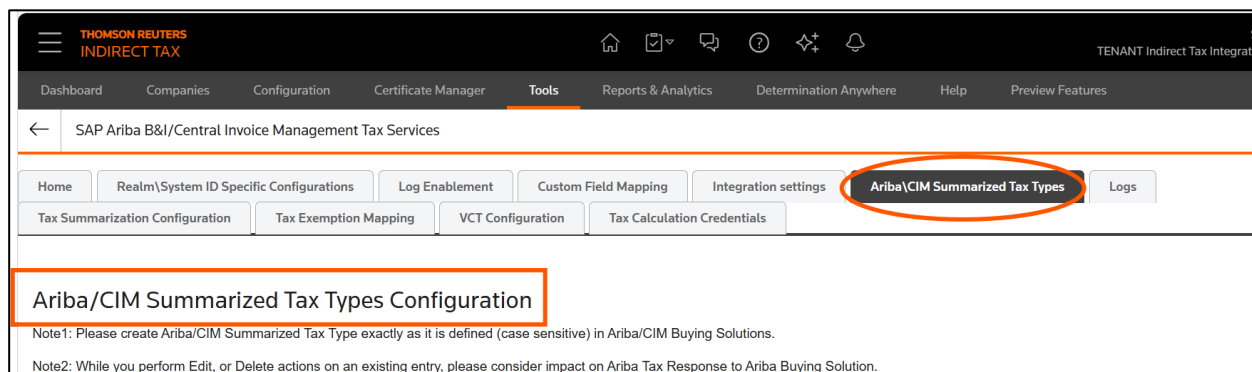 THOMSON REUTERS
INDIRECT TAX
TENANT Indirect Tax Integrat
Dashboard Companies Configuration Certificate Manager Tools Reports & Analytics Determination Anywhere Help Preview Features
SAP Ariba B&I/Central Invoice Management Tax Services
Home Realm\System ID Specific Configurations Log Enablement Custom Field Mapping Integration settings Ariba\CIM Summarized Tax Types Logs
Tax Summarization Configuration Tax Exemption Mapping VCT Configuration Tax Calculation Credentials
Ariba/CIM Summarized Tax Types Configuration
Note1: Please create Ariba/CIM Summarized Tax Type exactly as it is defined (case sensitive) in Ariba/CIM Buying Solutions.
Note2: While you perform Edit, or Delete actions on an existing entry, please consider impact on Ariba Tax Response to Ariba Buying Solution.